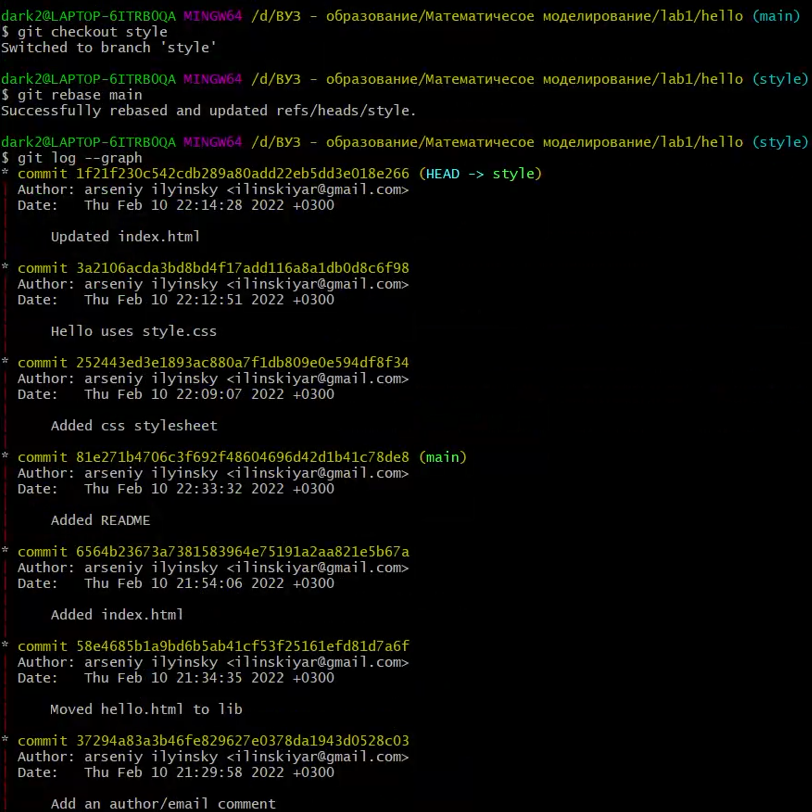 dark2@LAPTOP-6ITRB0QA MINGW64 /d/ВУЗ - образование/Математичесое моделирование/lab1/hello (main)
$ git checkout style
Switched to branch 'style'
dark2@LAPTOP-6ITRB0QA MINGW64 /d/ВУЗ - образование/Математичесое моделирование/lab1/hello (style)
$ git rebase main
Successfully rebased and updated refs/heads/style.
dark2@LAPTOP-6ITRB0QA MINGW64 /d/ВУЗ - образование/Математичесое моделирование/lab1/hello (style)
$ git log --graph
* commit 1f21f230c542cdb289a80add22eb5dd3e018e266 (HEAD -> style)
| Author: arseniy ilyinsky <ilinskiyar@gmail.com>
| Date:   Thu Feb 10 22:14:28 2022 +0300
|
|     Updated index.html
|
* commit 3a2106acda3bd8bd4f17add116a8a1db0d8c6f98
| Author: arseniy ilyinsky <ilinskiyar@gmail.com>
| Date:   Thu Feb 10 22:12:51 2022 +0300
|
|     Hello uses style.css
|
* commit 252443ed3e1893ac880a7f1db809e0e594df8f34
| Author: arseniy ilyinsky <ilinskiyar@gmail.com>
| Date:   Thu Feb 10 22:09:07 2022 +0300
|
|     Added css stylesheet
|
* commit 81e271b4706c3f692f48604696d42d1b41c78de8 (main)
| Author: arseniy ilyinsky <ilinskiyar@gmail.com>
| Date:   Thu Feb 10 22:33:32 2022 +0300
|
|     Added README
|
* commit 6564b23673a7381583964e75191a2aa821e5b67a
| Author: arseniy ilyinsky <ilinskiyar@gmail.com>
| Date:   Thu Feb 10 21:54:06 2022 +0300
|
|     Added index.html
|
* commit 58e4685b1a9bd6b5ab41cf53f25161efd81d7a6f
| Author: arseniy ilyinsky <ilinskiyar@gmail.com>
| Date:   Thu Feb 10 21:34:35 2022 +0300
|
|     Moved hello.html to lib
|
* commit 37294a83a3b46fe829627e0378da1943d0528c03
| Author: arseniy ilyinsky <ilinskiyar@gmail.com>
| Date:   Thu Feb 10 21:29:58 2022 +0300
|
|     Add an author/email comment